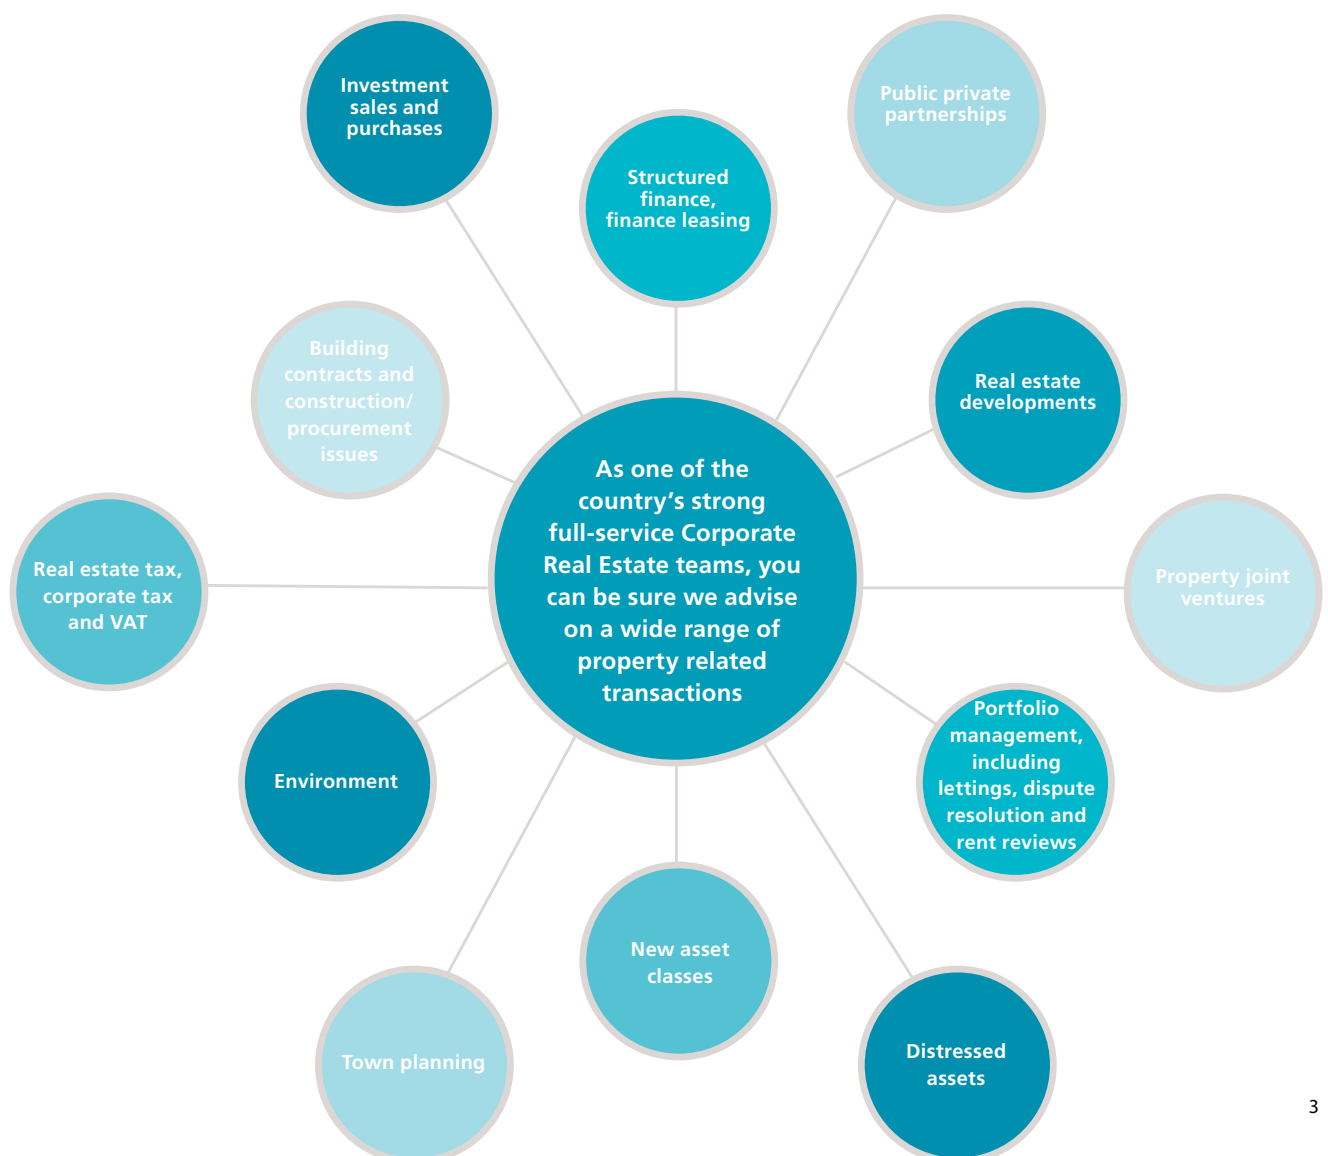 Investment
sales and
purchases
Public private
partnerships
Structured
finance,
finance leasing
Building
contracts and
construction/
procurement
issues
Real estate
developments
As one of the
country’s strong
full-service Corporate
Real Estate teams, you
can be sure we advise
on a wide range of
property related
transactions
Real estate tax,
corporate tax
and VAT
Property joint
ventures
Environment
Portfolio
management,
including
lettings, dispute
resolution and
rent reviews
New asset
classes
Town planning
Distressed
assets
3